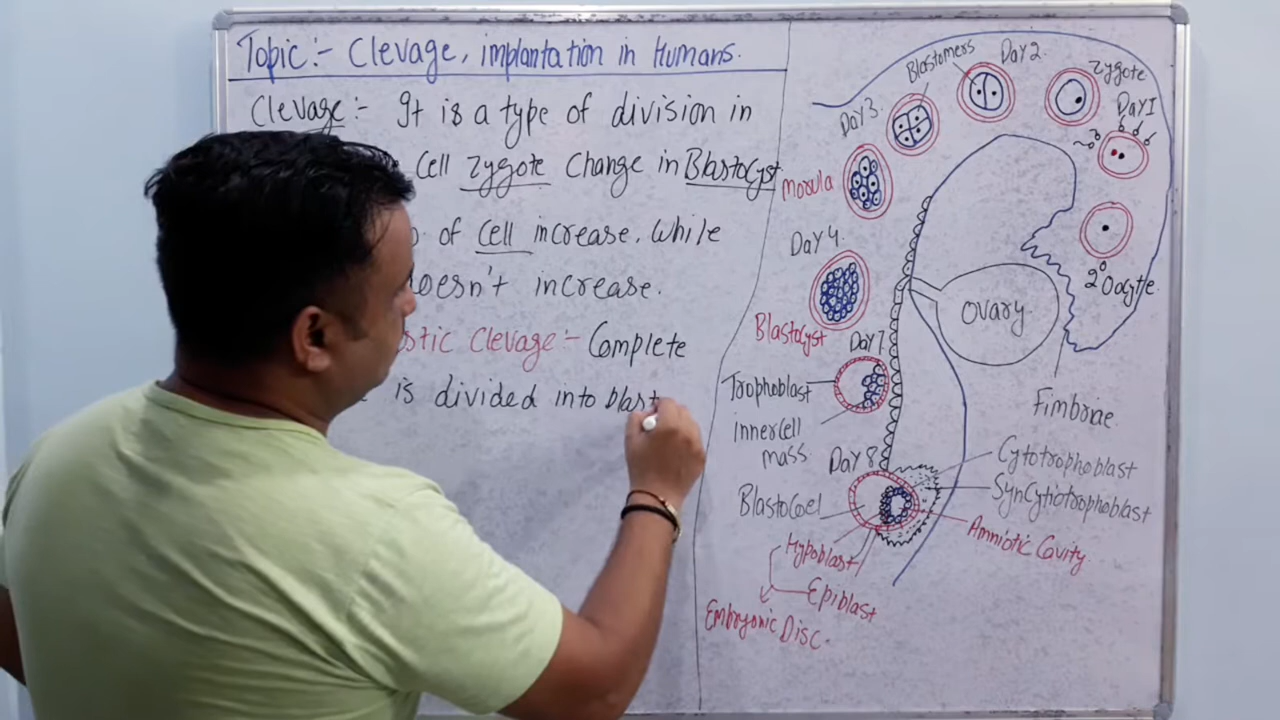 Topic:- Clevage, implantation in Humans.
Clevage:- It is a type of division in
Cell Zygote Change in Blastocyst
of Cell increase. While
doesn't increase.
Clevage:- Complete
is divided into blast
Blastomers
Day 2
Zygote
Day 1
Day 3
Morula
Day 4.
2° Oocyte
Ovary
Blastocyst
Day 7
Trophoblast
Inner Cell
mass
Fimbriae
Day 8
Cytotrophoblast
SynCytiotrophoblast
BlastoCoel
Amniotic Cavity
Hypoblast
Epiblast
Embryonic Disc.